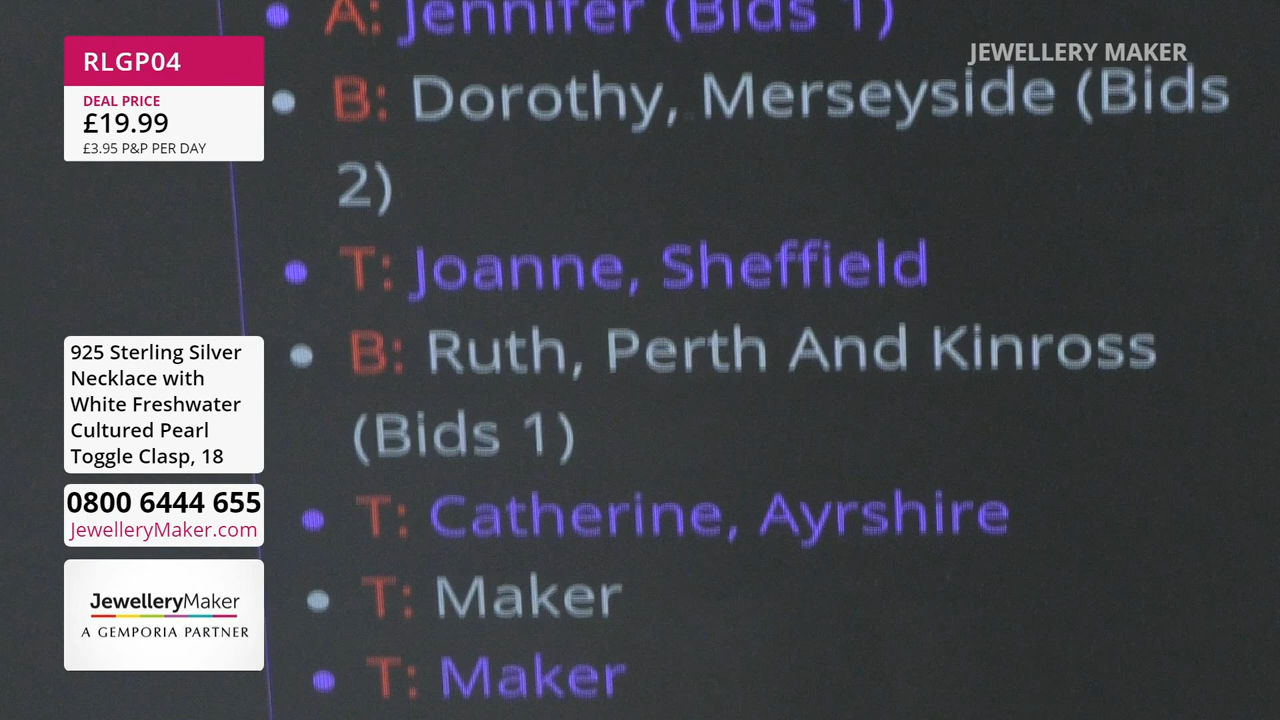 A: Jennifer (Bids 1)
RLGP04
JEWELLERY MAKER
DEAL PRICE
£19.99
£3.95 P&P PER DAY
B: Dorothy, Merseyside (Bids
2)
T: Joanne, Sheffield
B: Ruth, Perth And Kinross
(Bids 1)
T: Catherine, Ayrshire
T: Maker
T: Maker
925 Sterling Silver
Necklace with
White Freshwater
Cultured Pearl
Toggle Clasp, 18
0800 6444 655
JewelleryMaker.com
JewelleryMaker
A GEMPORIA PARTNER